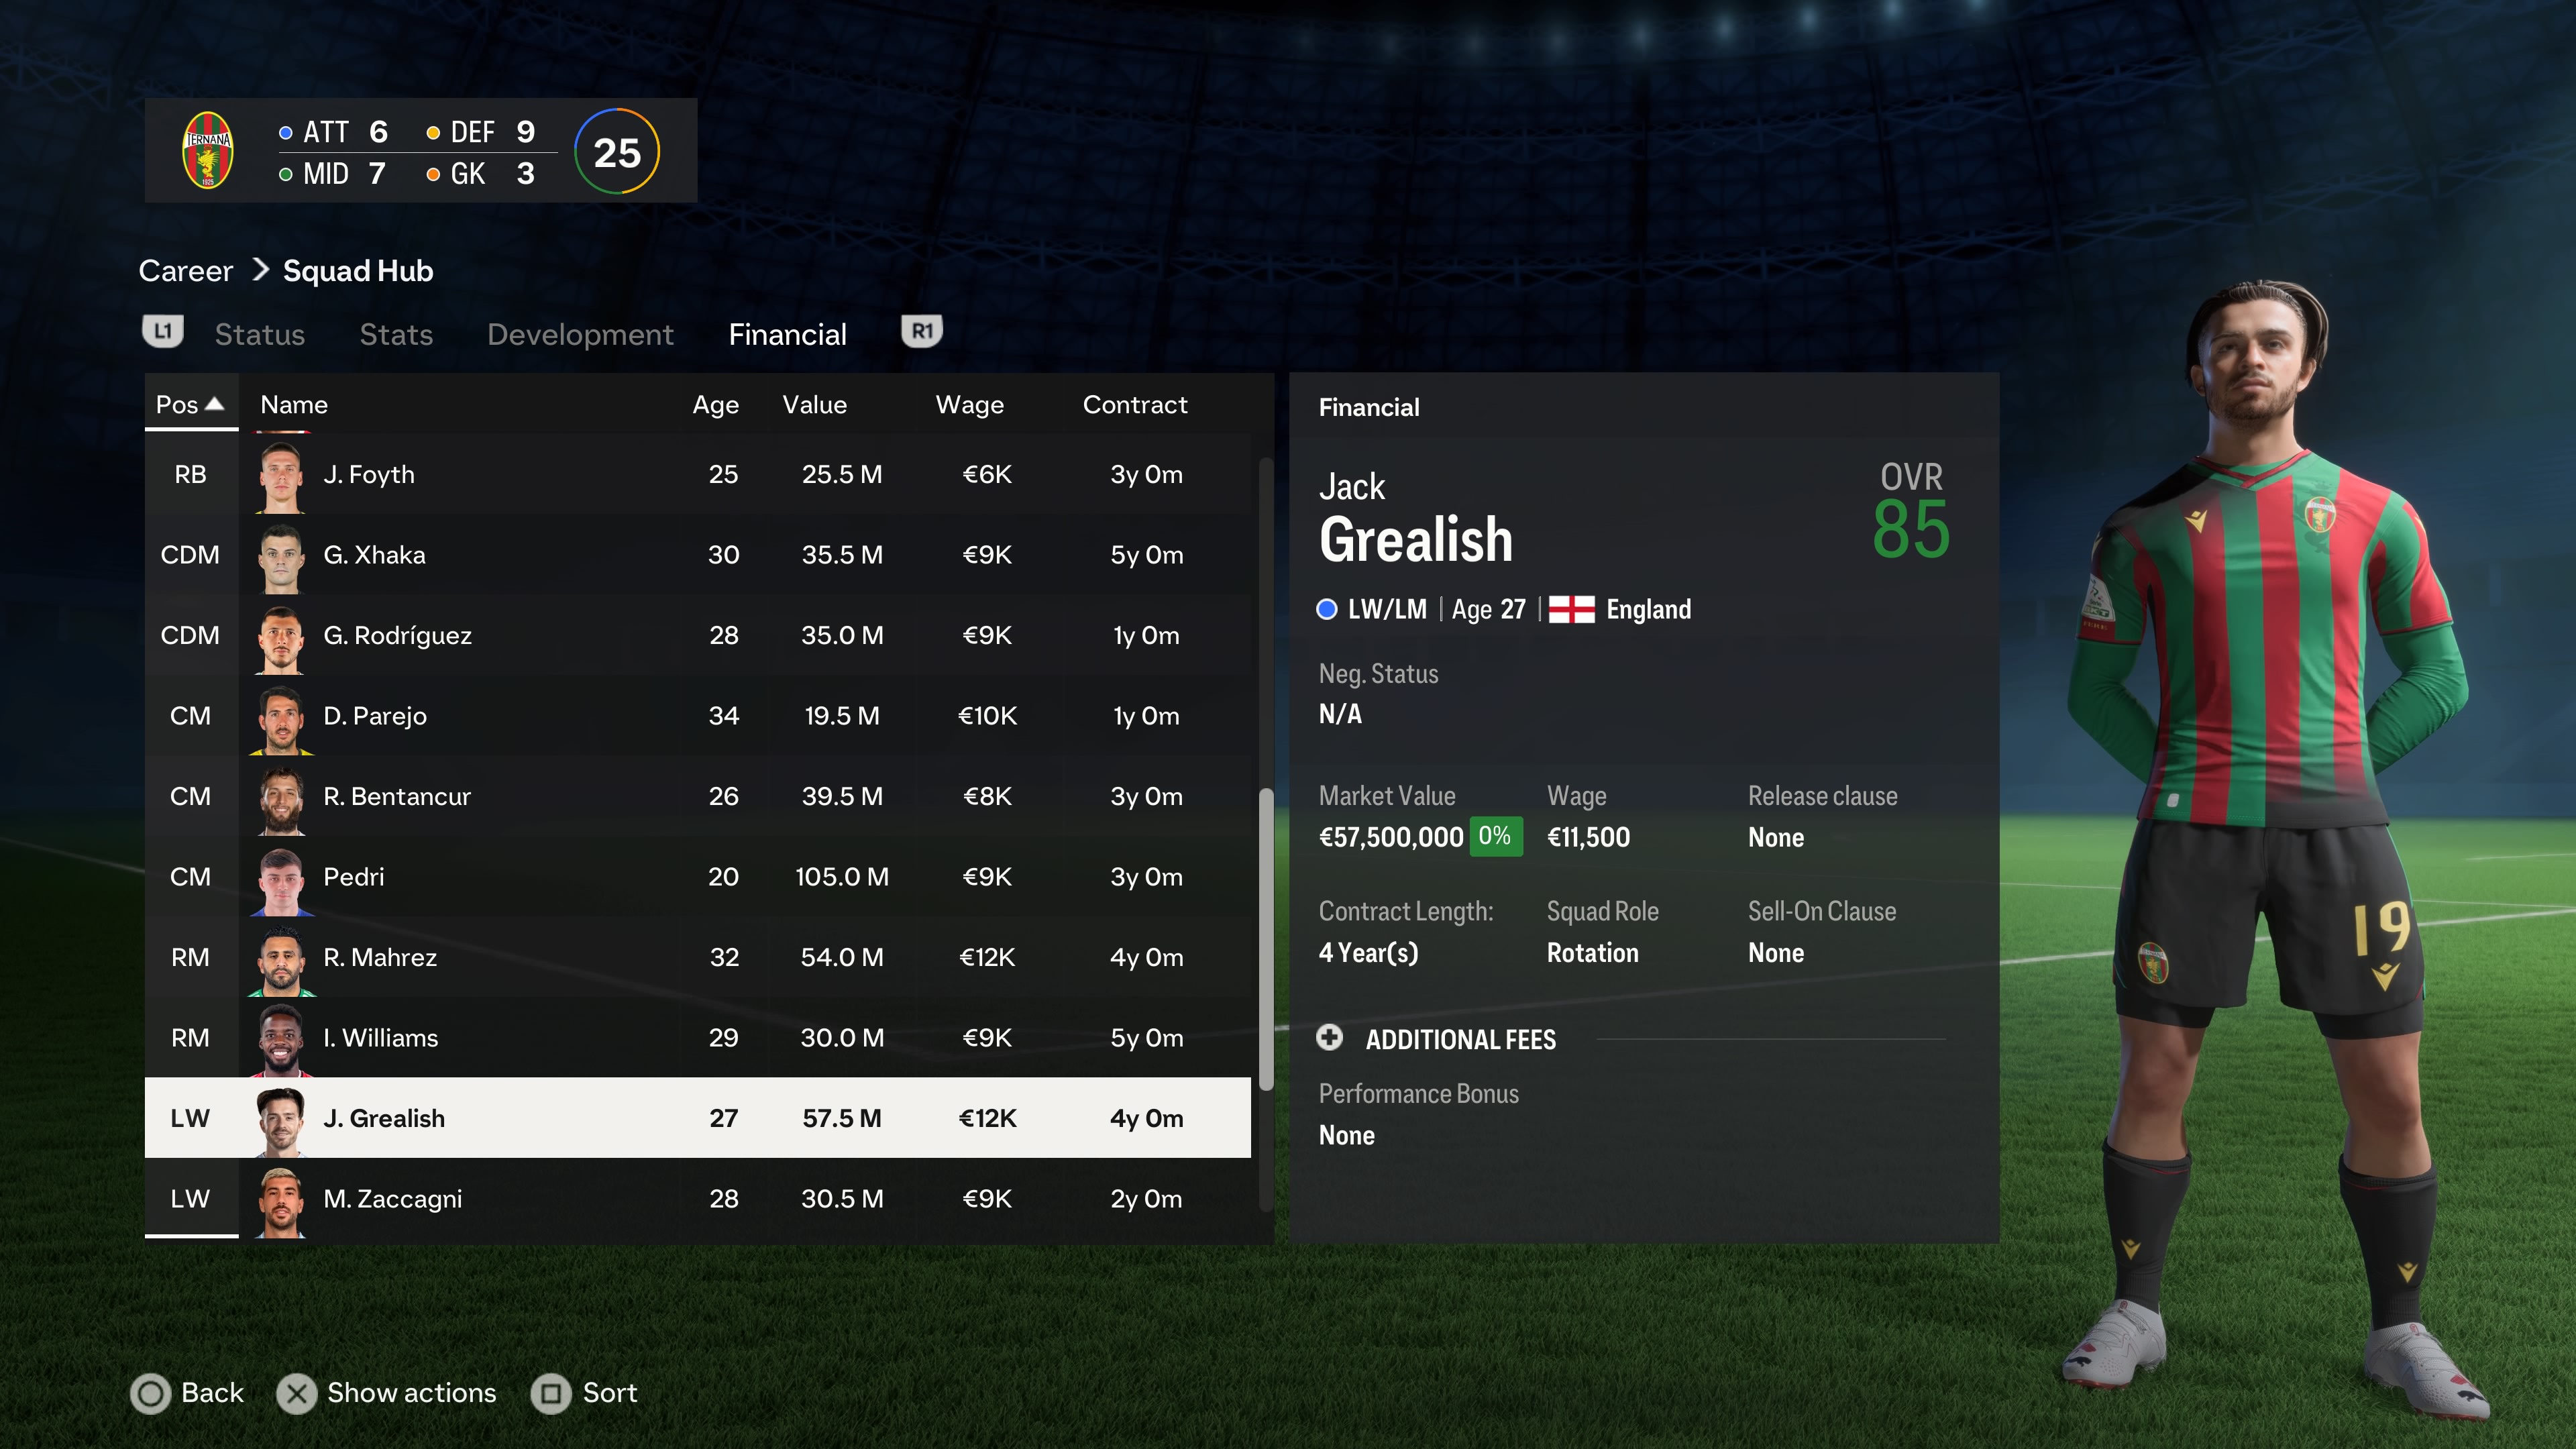 TERNANA
1925
ATT 6 DEF 9
MID 7 GK 3
25
Career > Squad Hub
L1 Status Stats Development Financial R1
Pos Name Age Value Wage Contract
RB J. Foyth 25 25.5 M €6K 3y 0m
CDM G. Xhaka 30 35.5 M €9K 5y 0m
CDM G. Rodríguez 28 35.0 M €9K 1y 0m
CM D. Parejo 34 19.5 M €10K 1y 0m
CM R. Bentancur 26 39.5 M €8K 3y 0m
CM Pedri 20 105.0 M €9K 3y 0m
RM R. Mahrez 32 54.0 M €12K 4y 0m
RM I. Williams 29 30.0 M €9K 5y 0m
LW J. Grealish 27 57.5 M €12K 4y 0m
LW M. Zaccagni 28 30.5 M €9K 2y 0m
Financial
Jack
Grealish
OVR
85
LW/LM | Age 27 | England
Neg. Status
N/A
Market Value Wage Release clause
€57,500,000 0% €11,500 None
Contract Length: Squad Role Sell-On Clause
4 Year(s) Rotation None
ADDITIONAL FEES
Performance Bonus
None
19
Back Show actions Sort